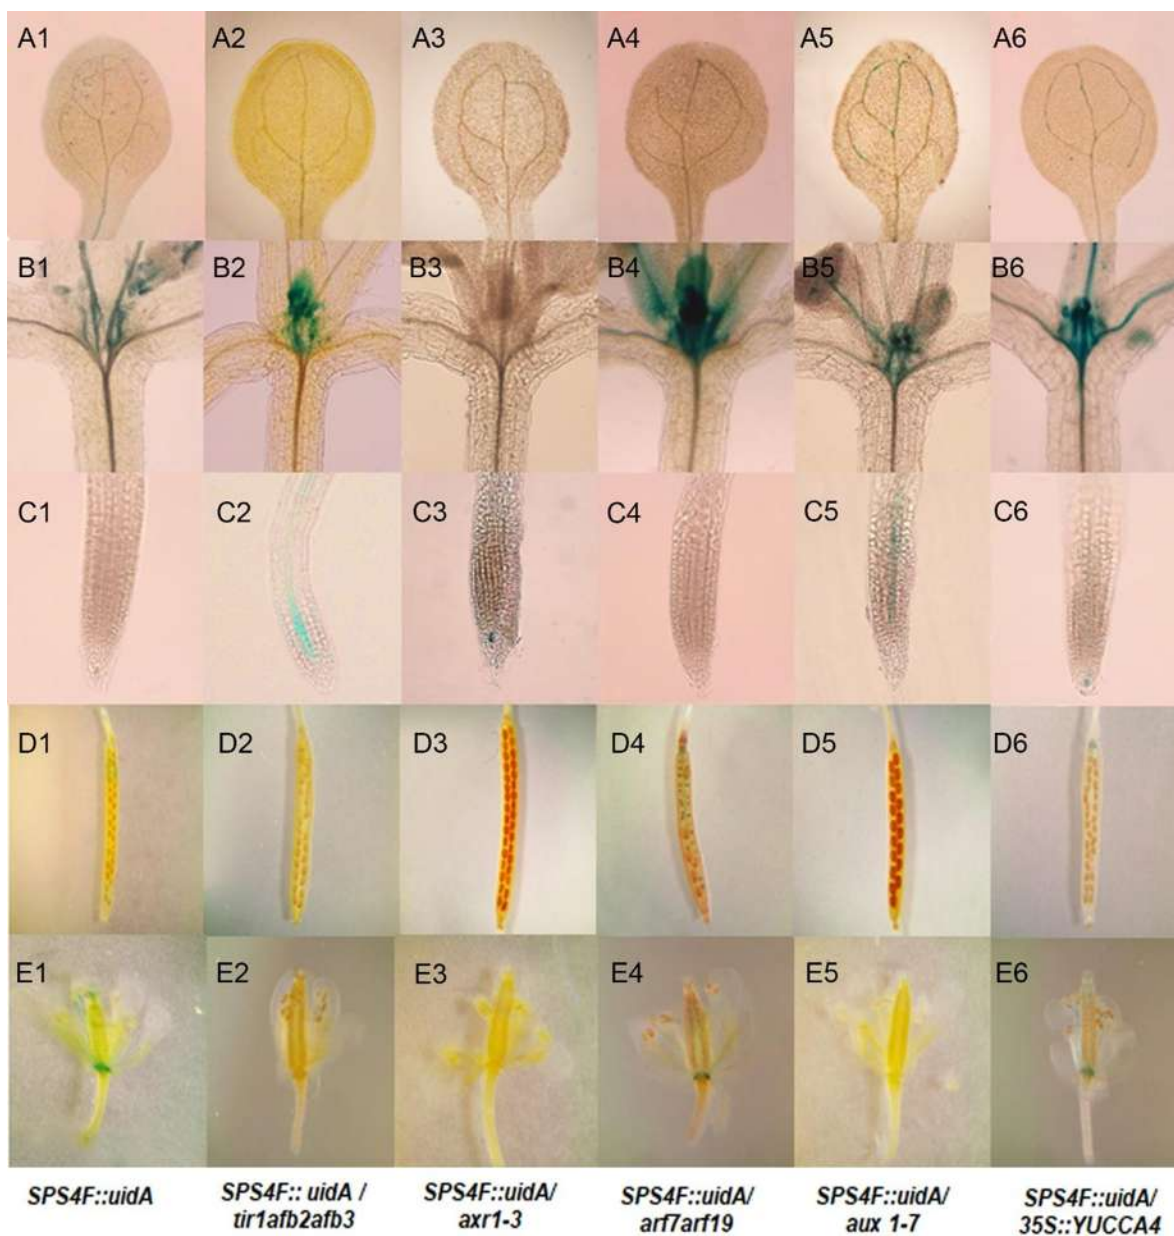 A1 A2 A3 A4 A5 A6
B1 B2 B3 B4 B5 B6
C1 C2 C3 C4 C5 C6
D1 D2 D3 D4 D5 D6
E1 E2 E3 E4 E5 E6
SPS4F::uidA
SPS4F:: uidA /
tir1afb2afb3
SPS4F::uidA/
axr1-3
SPS4F::uidA/
arf7arf19
SPS4F::uidA/
aux 1-7
SPS4F::uidA/
35S::YUCCA4